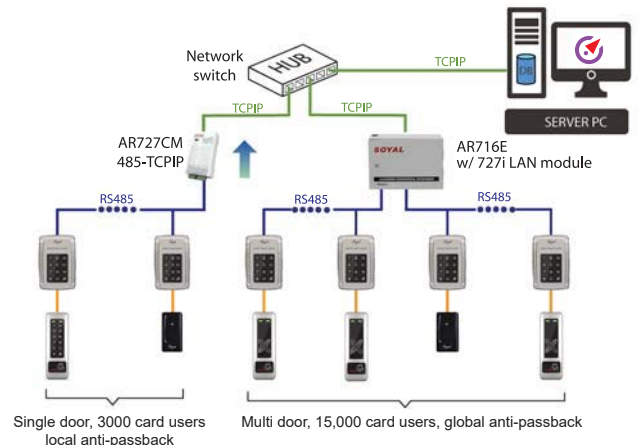 Network
switch
HUB
TCPIP
DB
SERVER PC
TCPIP
TCPIP
AR727CM
485-TCPIP
SOYAL
AR716E
w/ 727i LAN module
RS485
RS485
RS485
Single door, 3000 card users
local anti-passback
Multi door, 15,000 card users, global anti-passback